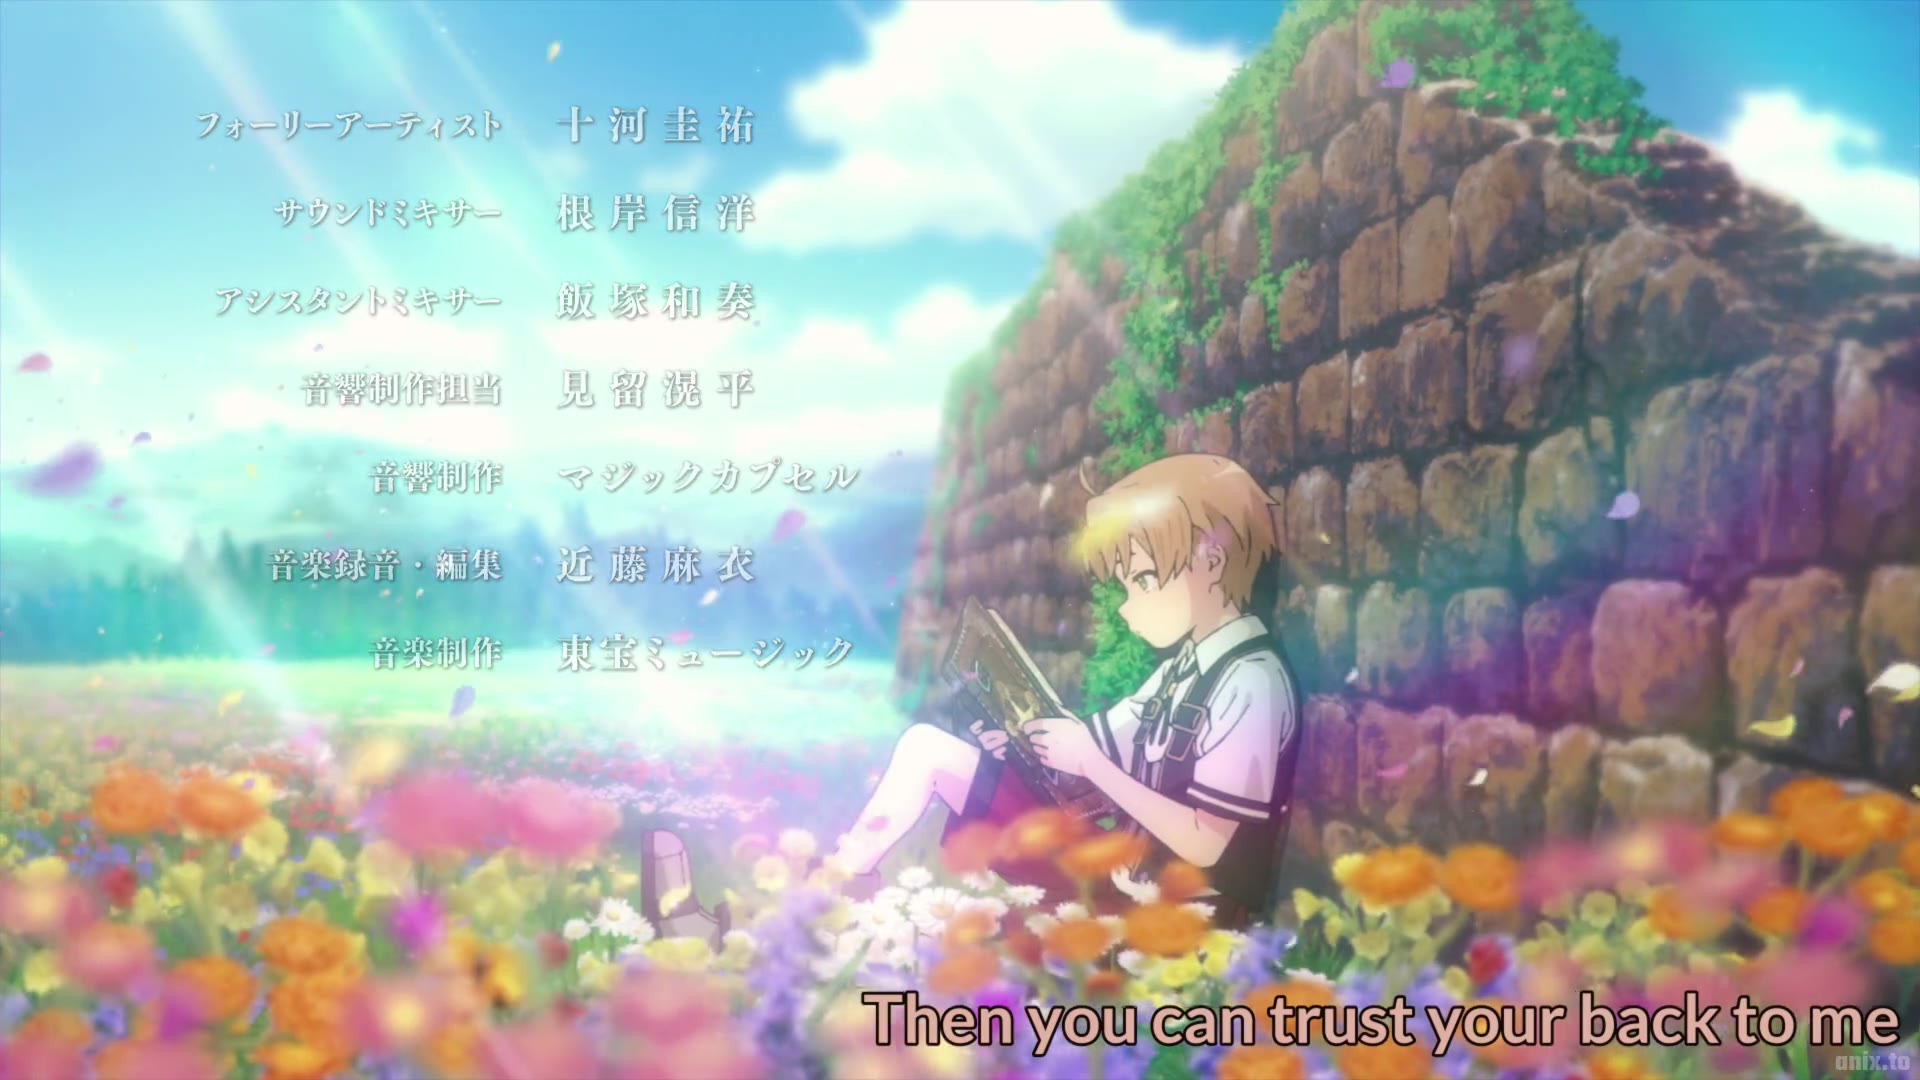 フォーリーアーティスト 十河圭祐
サウンドミキサー 根岸信洋
アシスタントミキサー 飯塚和奏
音響制作担当 見留滉平
音響制作 マジックカプセル
音楽録音・編集 近藤麻衣
音楽制作 東宝ミュージック
Then you can trust your back to me
anix.to